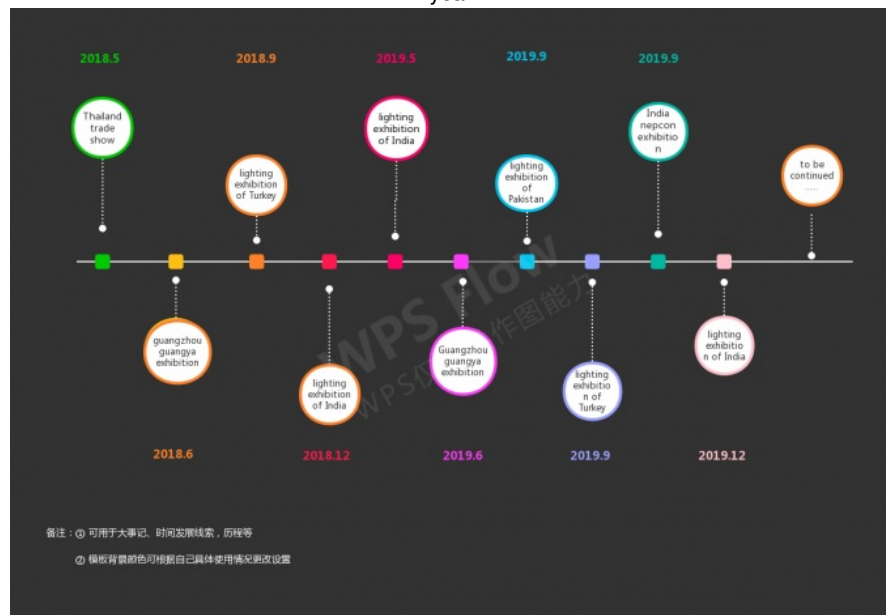 2018.5
2018.9
2019.5
2019.9
2019.9
Thailand
trade
show
lighting
exhibition
of Turkey
lighting
exhibition
of India
lighting
exhibition
of
Pakistan
India
nepcon
exhibitio
n
to be
continued
......
guangzhou
guangya
exhibition
lighting
exhibition
of India
Guangzhou
guangya
exhibition
lighting
exhibitio
n of
Turkey
lighting
exhibitio
n of India
2018.6
2018.12
2019.6
2019.9
2019.12
WPS Flow
备注：① 可用于大事记、时间发展线索，历程等
② 模板背景颜色可根据自己具体使用情况更改设置